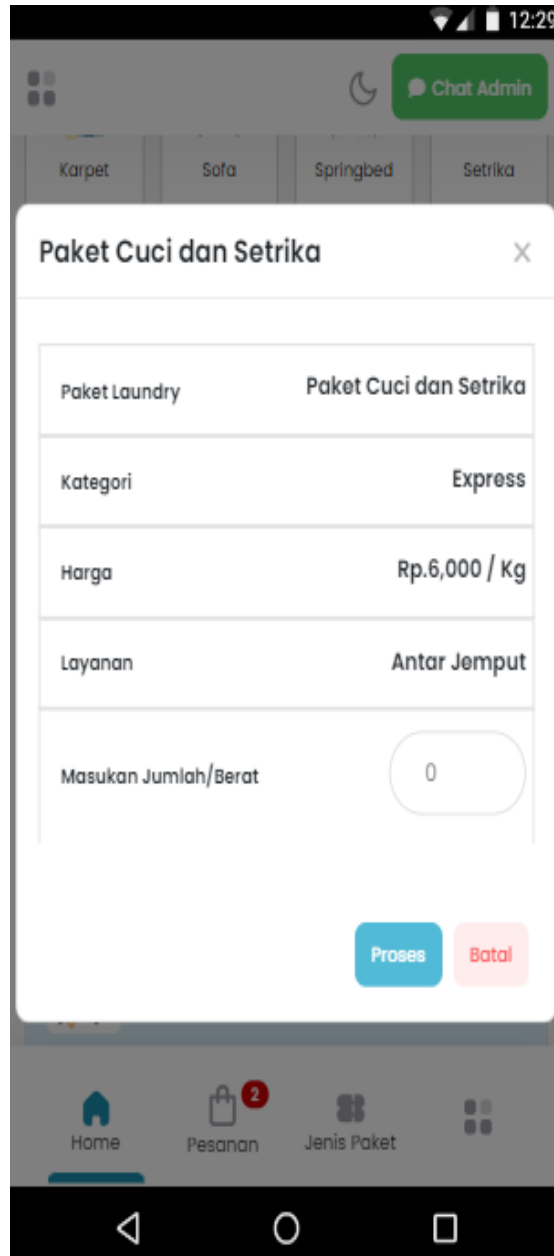 12:29
Chat Admin
Karpet Sofa Springbed Setrika
Paket Cuci dan Setrika ×
Paket Laundry Paket Cuci dan Setrika
Kategori Express
Harga Rp.6,000 / Kg
Layanan Antar Jemput
Masukan Jumlah/Berat 0
Proses Batal
2
Home Pesanan Jenis Paket